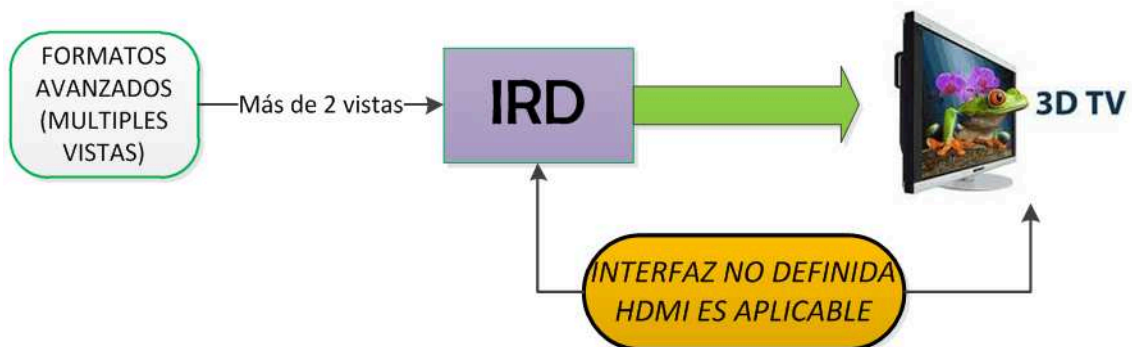 FORMATOS
AVANZADOS
(MULTIPLES
VISTAS)
Más de 2 vistas
IRD
3D TV
INTERFAZ NO DEFINIDA
HDMI ES APLICABLE